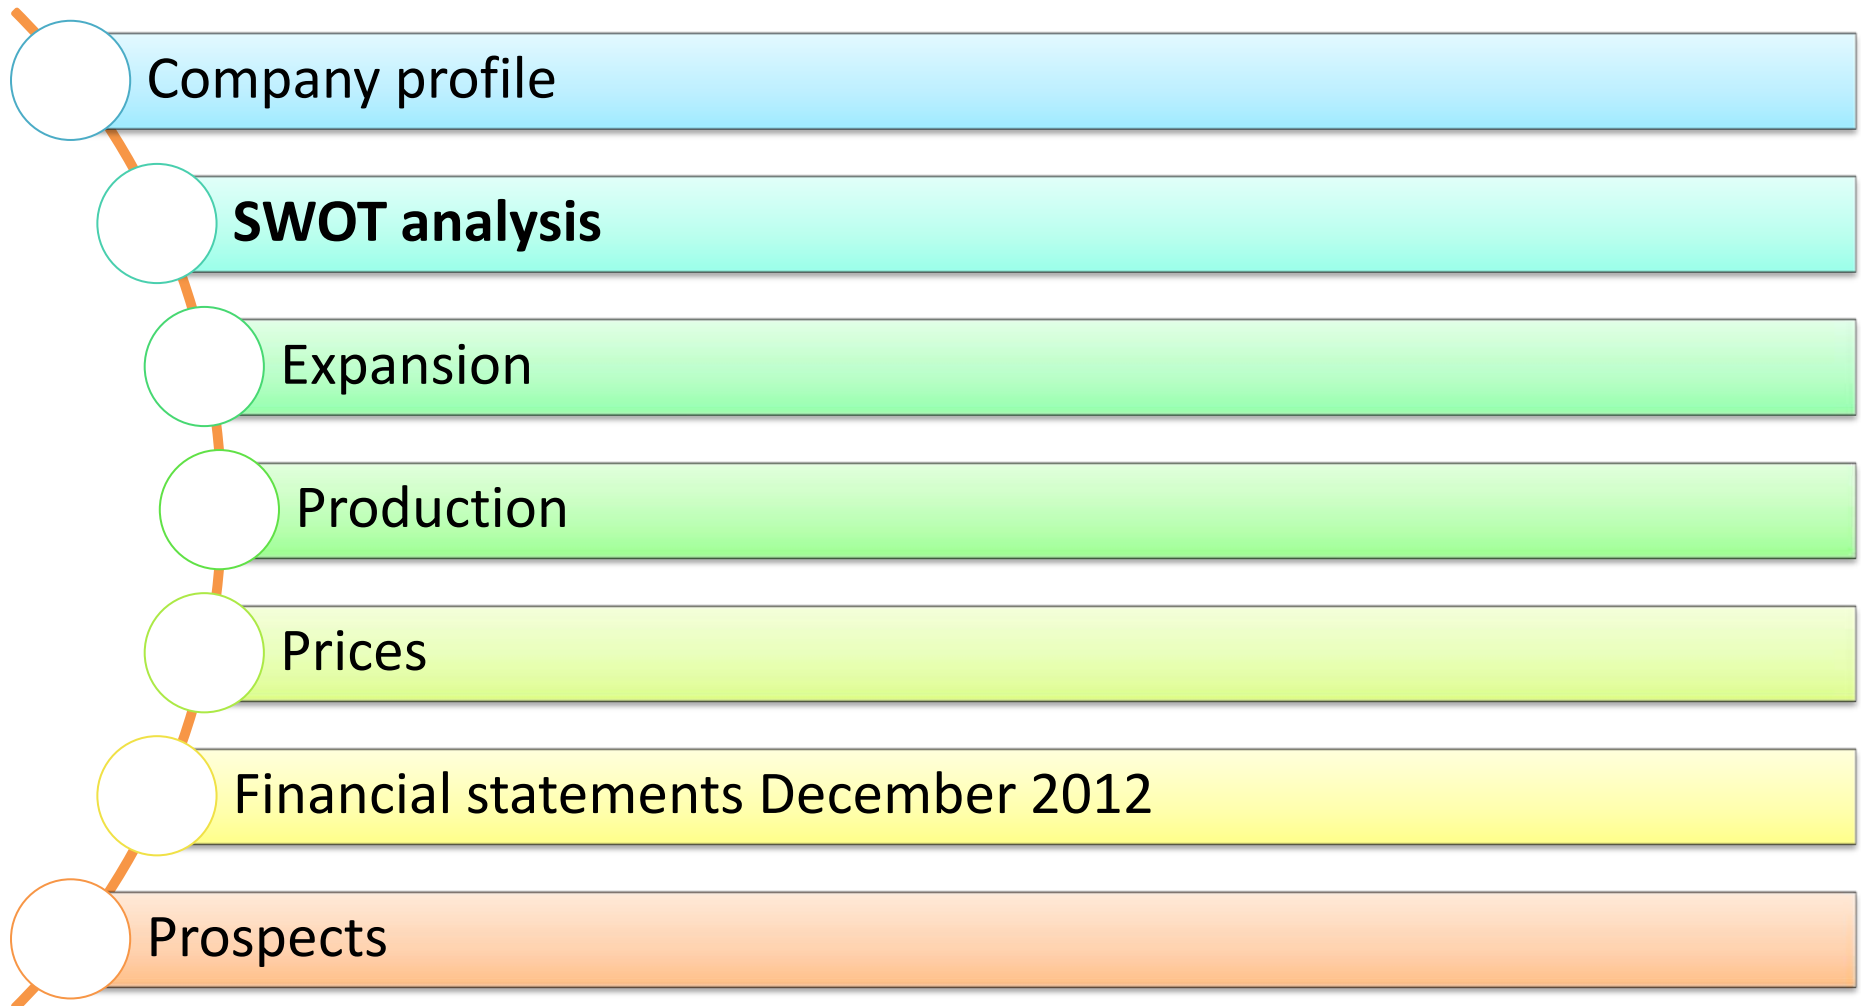 Company profile
SWOT analysis
Expansion
Production
Prices
Financial statements December 2012
Prospects